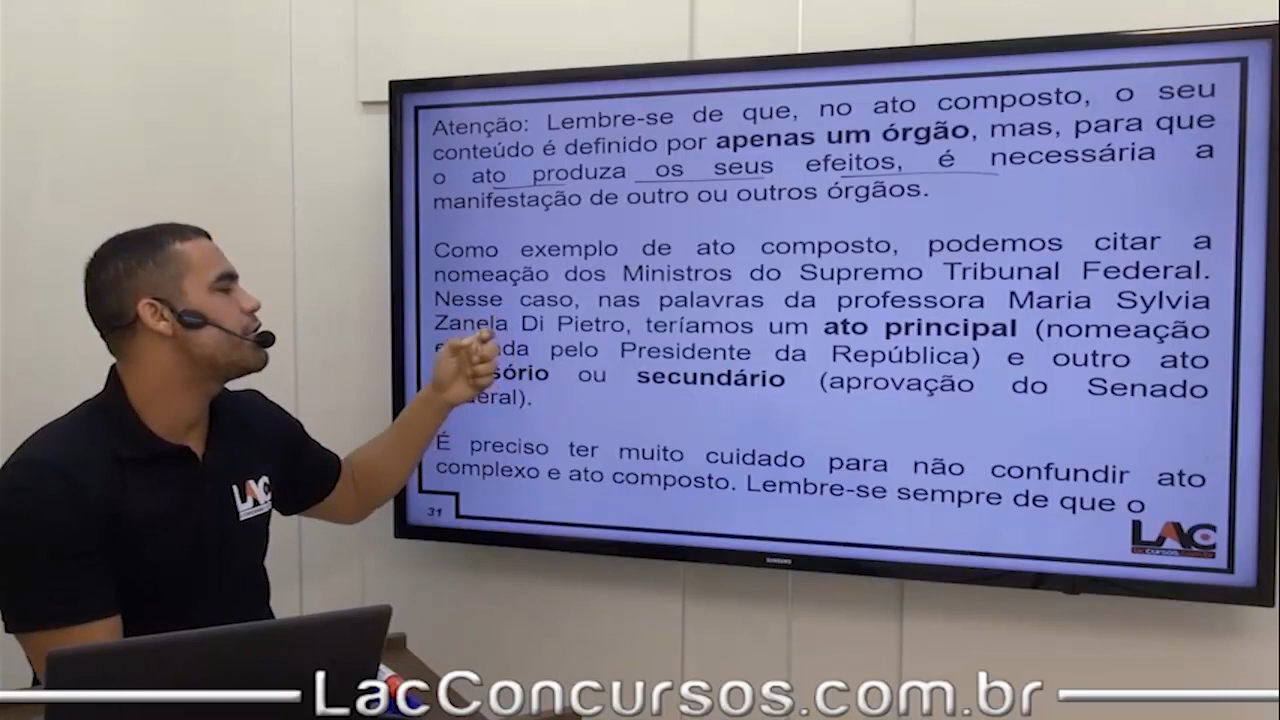 Atenção: Lembre-se de que, no ato composto, o seu
conteúdo é definido por apenas um órgão, mas, para que
o ato produza os seus efeitos, é necessária a
manifestação de outro ou outros órgãos.
Como exemplo de ato composto, podemos citar a
nomeação dos Ministros do Supremo Tribunal Federal.
Nesse caso, nas palavras da professora Maria Sylvia
Zanela Di Pietro, teríamos um ato principal (nomeação
pelo Presidente da República) e outro ato
ou secundário (aprovação do Senado
É preciso ter muito cuidado para não confundir ato
complexo e ato composto. Lembre-se sempre de que o
31
LAC
LAC
LacConcursos.com.br